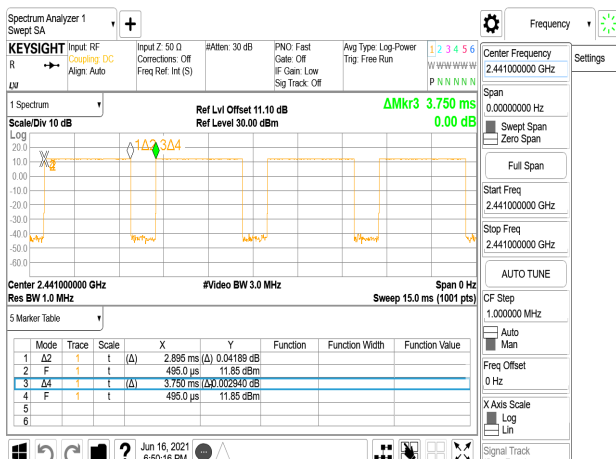 Spectrum Analyzer 1
Swept SA
Frequency
KEYSIGHT
R
LXI
Input: RF
Coupling: DC
Align: Auto
Input Z: 50 Ω
Corrections: Off
Freq Ref: Int (S)
#Atten: 30 dB
PNO: Fast
Gate: Off
IF Gain: Low
Sig Track: Off
Avg Type: Log-Power
Trig: Free Run
1 2 3 4 5 6
W W W W W W
P N N N N N
1 Spectrum
Scale/Div 10 dB
Ref Lvl Offset 11.10 dB
Ref Level 30.00 dBm
ΔMkr3 3.750 ms
0.00 dB
Log
20.0
10.0
0.00
-10.0
-20.0
-30.0
-40.0
-50.0
-60.0
1Δ2 3Δ4
Center 2.441000000 GHz
Res BW 1.0 MHz
#Video BW 3.0 MHz
Span 0 Hz
Sweep 15.0 ms (1001 pts)
5 Marker Table
Mode Trace Scale X Y Function Function Width Function Value
1 Δ2 1 t (Δ) 2.895 ms (Δ) 0.04189 dB
2 F 1 t 495.0 µs 11.85 dBm
3 Δ4 1 t (Δ) 3.750 ms (Δ)0.002940 dB
4 F 1 t 495.0 µs 11.85 dBm
5
6
Jun 16, 2021
6:50:16 PM
Center Frequency
2.441000000 GHz
Settings
Span
0.00000000 Hz
Swept Span
Zero Span
Full Span
Start Freq
2.441000000 GHz
Stop Freq
2.441000000 GHz
AUTO TUNE
CF Step
1.000000 MHz
Auto
Man
Freq Offset
0 Hz
X Axis Scale
Log
Lin
Signal Track